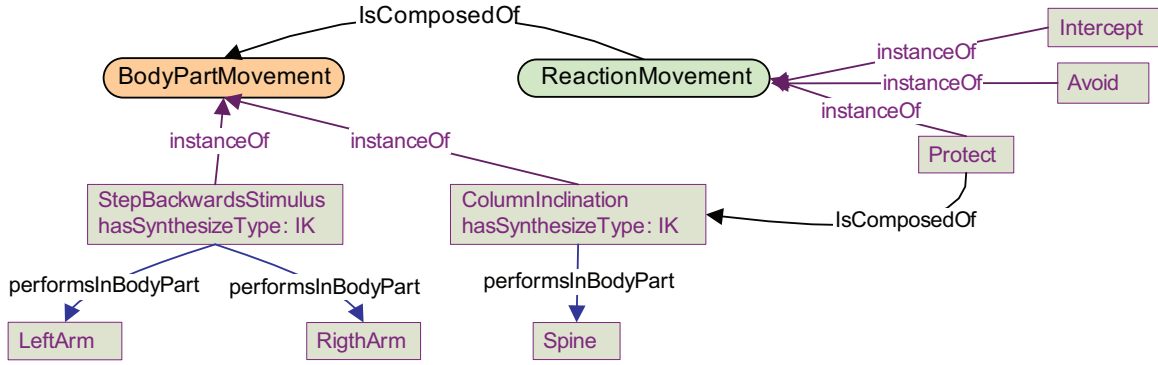 IsComposedOf
Intercept
instanceOf
BodyPartMovement
ReactionMovement
instanceOf
Avoid
instanceOf
instanceOf
instanceOf
Protect
StepBackwardsStimulus
hasSynthesizeType: IK
ColumnInclination
hasSynthesizeType: IK
IsComposedOf
performsInBodyPart
performsInBodyPart
performsInBodyPart
LeftArm
RigthArm
Spine